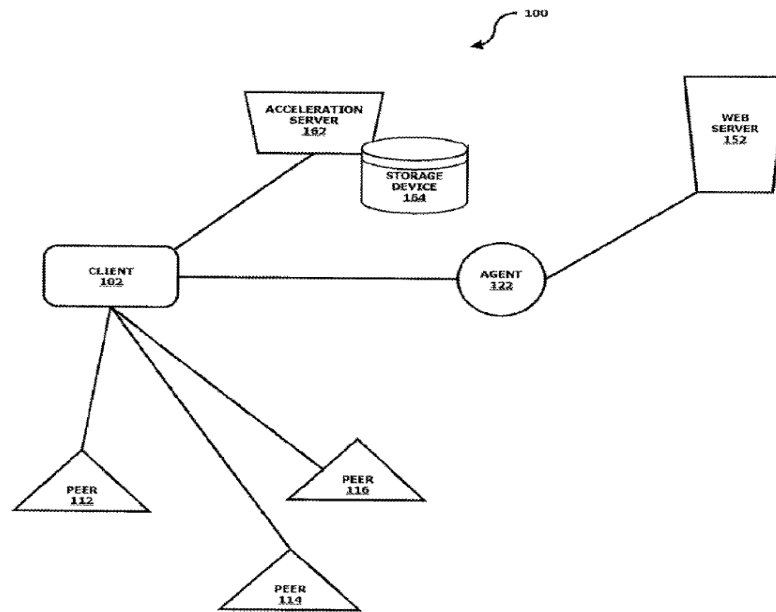 100
ACCELERATION
SERVER
162
STORAGE
DEVICE
164
WEB
SERVER
152
CLIENT
102
AGENT
122
PEER
112
PEER
116
PEER
114